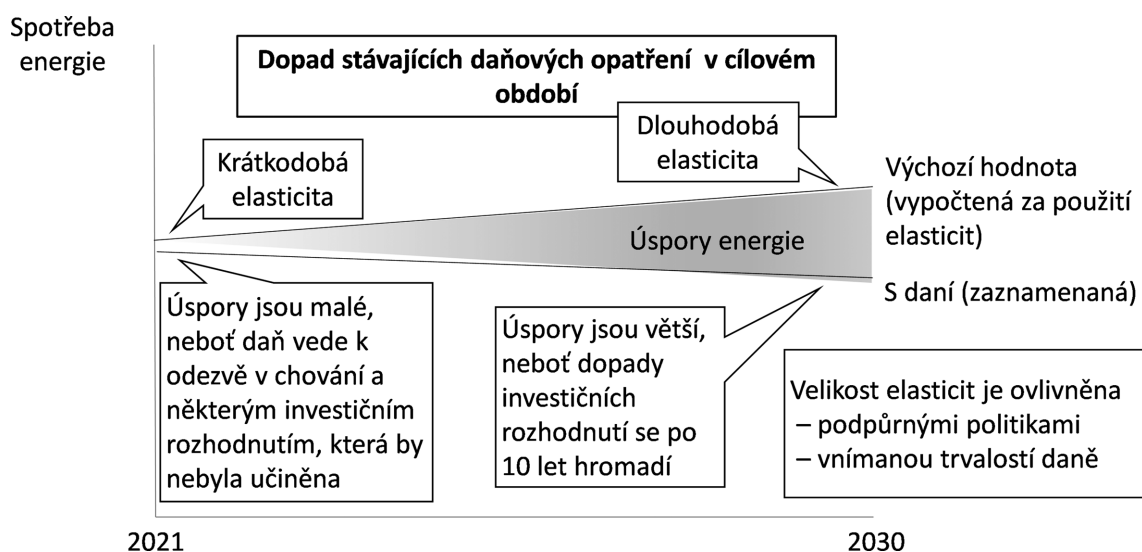 Spotřeba
energie
Dopad stávajících daňových opatření v cílovém
období
Dlouhodobá
elasticita
Krátkodobá
elasticita
Výchozí hodnota
(vypočtená za použití
elasticit)
Úspory energie
S daní (zaznamenaná)
Úspory jsou malé,
neboť daň vede k
odezvě v chování a
některým investičním
rozhodnutím, která by
nebyla učiněna
Úspory jsou větší,
neboť dopady
investičních
rozhodnutí se po
10 let hromadí
Velikost elasticit je ovlivněna
– podpůrnými politikami
– vnímanou trvalostí daně
2021
2030